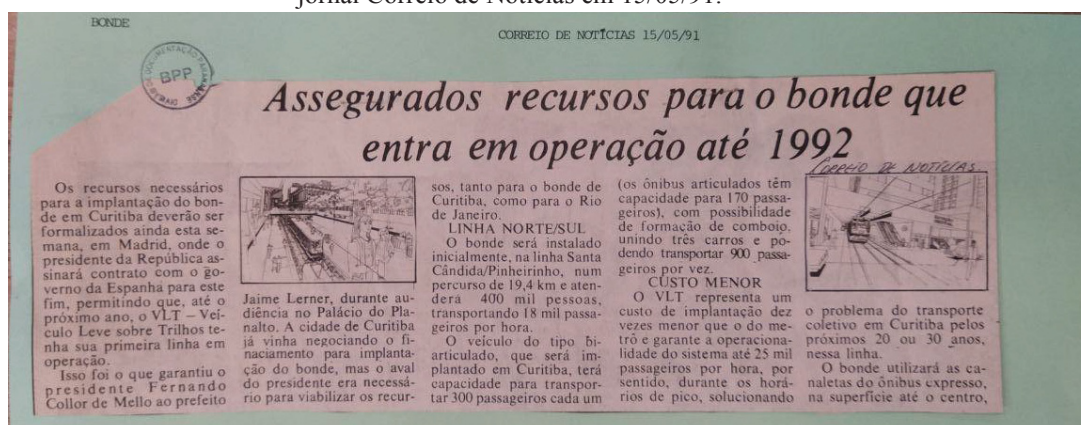 jornal Correio de Notícias em 15/05/91.
BONDE
CORREIO DE NOTÍCIAS 15/05/91
BPP
Assegurados recursos para o bonde que
entra em operação até 1992
CORREIO DE NOTÍCIAS
Os recursos necessários
para a implantação do bon-
de em Curitiba deverão ser
formalizados ainda esta se-
mana, em Madrid, onde o
presidente da República as-
sinará contrato com o go-
verno da Espanha para este
fim, permitindo que, até o
próximo ano, o VLT – Veí-
culo Leve sobre Trilhos te-
nha sua primeira linha em
operação.
Isso foi o que garantiu o
presidente Fernando
Collor de Mello ao prefeito
Jaime Lerner, durante au-
diência no Palácio do Pla-
nalto. A cidade de Curitiba
já vinha negociando o fi-
naciamento para implanta-
ção do bonde, mas o aval
do presidente era necessá-
rio para viabilizar os recur-
sos, tanto para o bonde de
Curitiba, como para o Rio
de Janeiro.
LINHA NORTE/SUL
O bonde será instalado
inicialmente, na linha Santa
Cândida/Pinheirinho, num
percurso de 19,4 km e aten-
derá 400 mil pessoas,
transportando 18 mil passa-
geiros por hora.
O veículo do tipo bi-
articulado, que será im-
plantado em Curitiba, terá
capacidade para transpor-
tar 300 passageiros cada um
(os ônibus articulados têm
capacidade para 170 passa-
geiros), com possibilidade
de formação de comboio,
unindo três carros e po-
dendo transportar 900 passa-
geiros por vez.
CUSTO MENOR
O VLT representa um
custo de implantação dez
vezes menor que o do me-
trô e garante a operaciona-
lidade do sistema até 25 mil
passageiros por hora, por
sentido, durante os horá-
rios de pico, solucionando
o problema do transporte
coletivo em Curitiba pelos
próximos 20 ou 30 anos,
nessa linha.
O bonde utilizará as ca-
naletas do ônibus expresso,
na superfície até o centro,